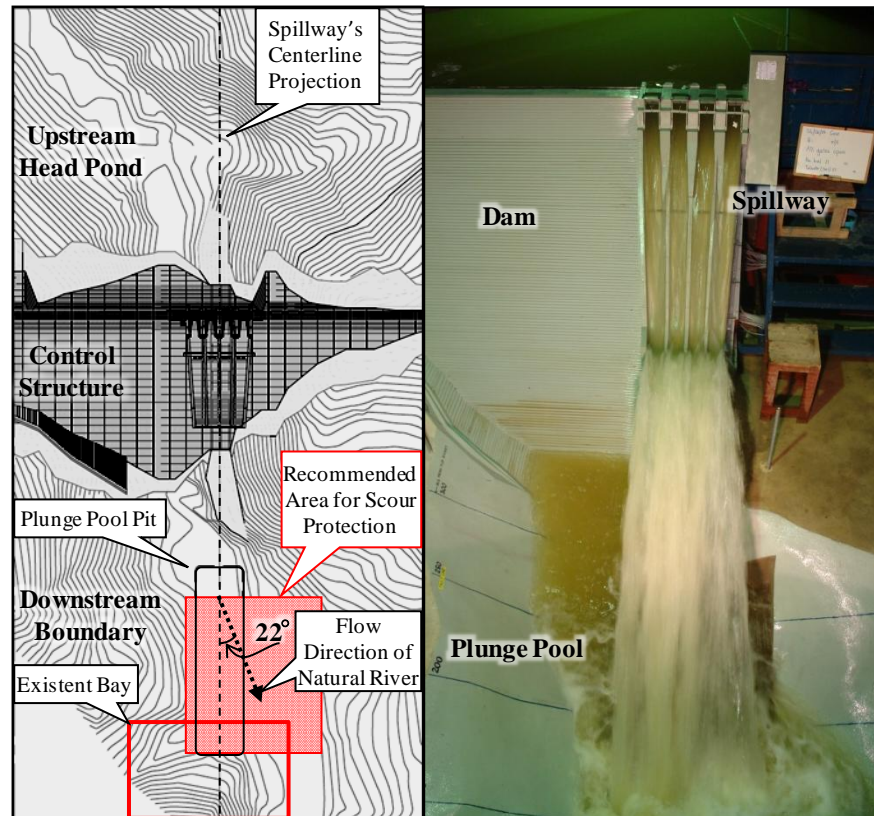 Spillway's
Centerline
Projection
Upstream
Head Pond
Control
Structure
Recommended
Area for Scour
Protection
Plunge Pool Pit
Downstream
Boundary
22°
Flow
Direction of
Natural River
Existent Bay
Dam
Spillway
Plunge Pool
200